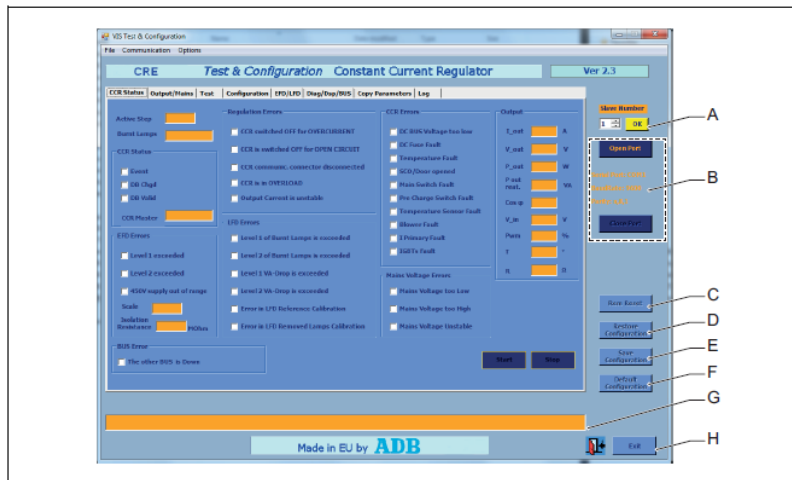 VIS Test & Configuration
File Communication Options
CRE Test & Configuration Constant Current Regulator Ver 2.3
CCR Status Output/Mains Test Configuration EFD/LFD Diag/Dap/BUS Copy Parameters Log
Active Step
Burnt Lamps
CCR Status
Event
DB Chgd
DB Valid
CCR Master
EFD Errors
Level 1 exceeded
Level 2 exceeded
450V supply out of range
Scale
Isolation Resistance MOhm
BUS Error
The other BUS is Down
Regulation Errors
CCR switched OFF for OVERCURRENT
CCR is switched OFF for OPEN CIRCUIT
CCR communic. connector disconnected
CCR is in OVERLOAD
Output Current is unstable
LFD Errors
Level 1 of Burnt Lamps is exceeded
Level 2 of Burnt Lamps is exceeded
Level 1 VA-Drop is exceeded
Level 2 VA-Drop is exceeded
Error in LFD Reference Calibration
Error in LFD Removed Lamps Calibration
CCR Errors
DC BUS Voltage too low
DC Fuse Fault
Temperature Fault
SCO/Door opened
Main Switch Fault
Pre Charge Switch Fault
Temperature Sensor Fault
Blower Fault
I Primary Fault
IGBTs Fault
Mains Voltage Errors
Mains Voltage too Low
Mains Voltage too High
Mains Voltage Unstable
Start Stop
Output
I_out A
V_out V
P_out W
P out VA
Cos φ
V_in V
Pwm %
T °
Slave Number
1 OK
Open Port
Close Port
Restore Configuration
Save Configuration
Default Configuration
Made in EU by ADB
Exit
A
B
C
D
E
F
G
H